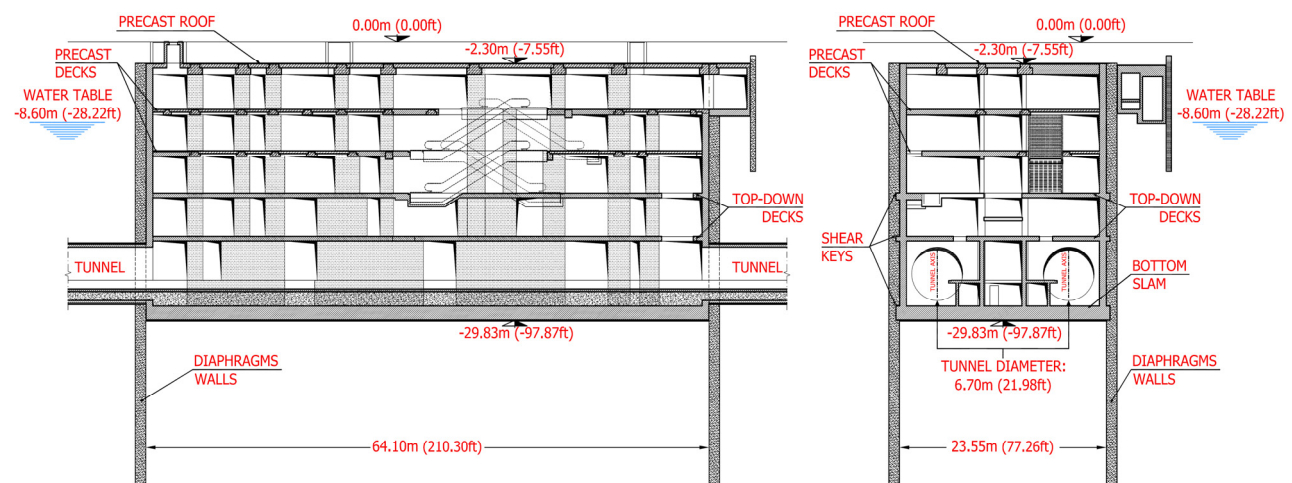 PRECAST ROOF
0.00m (0.00ft)
-2.30m (-7.55ft)
PRECAST
DECKS
WATER TABLE
-8.60m (-28.22ft)
TOP-DOWN
DECKS
TUNNEL
TUNNEL
-29.83m (-97.87ft)
DIAPHRAGMS
WALLS
64.10m (210.30ft)
PRECAST ROOF
0.00m (0.00ft)
-2.30m (-7.55ft)
PRECAST
DECKS
WATER TABLE
-8.60m (-28.22ft)
TOP-DOWN
DECKS
SHEAR
KEYS
TUNNEL AXIS
TUNNEL AXIS
BOTTOM
SLAM
-29.83m (-97.87ft)
TUNNEL DIAMETER:
6.70m (21.98ft)
DIAPHRAGMS
WALLS
23.55m (77.26ft)